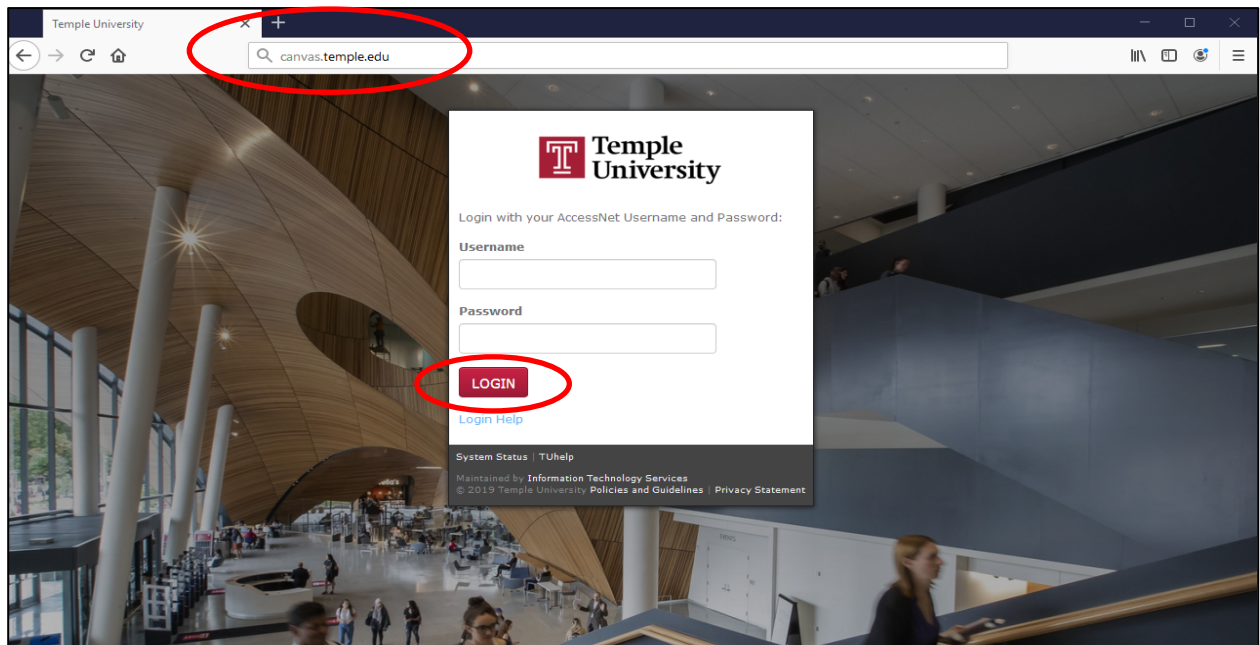 Temple University
canvas.temple.edu
Temple
University
Login with your AccessNet Username and Password:
Username
Password
LOGIN
Login Help
System Status | TUhelp
Maintained by Information Technology Services
© 2019 Temple University Policies and Guidelines | Privacy Statement